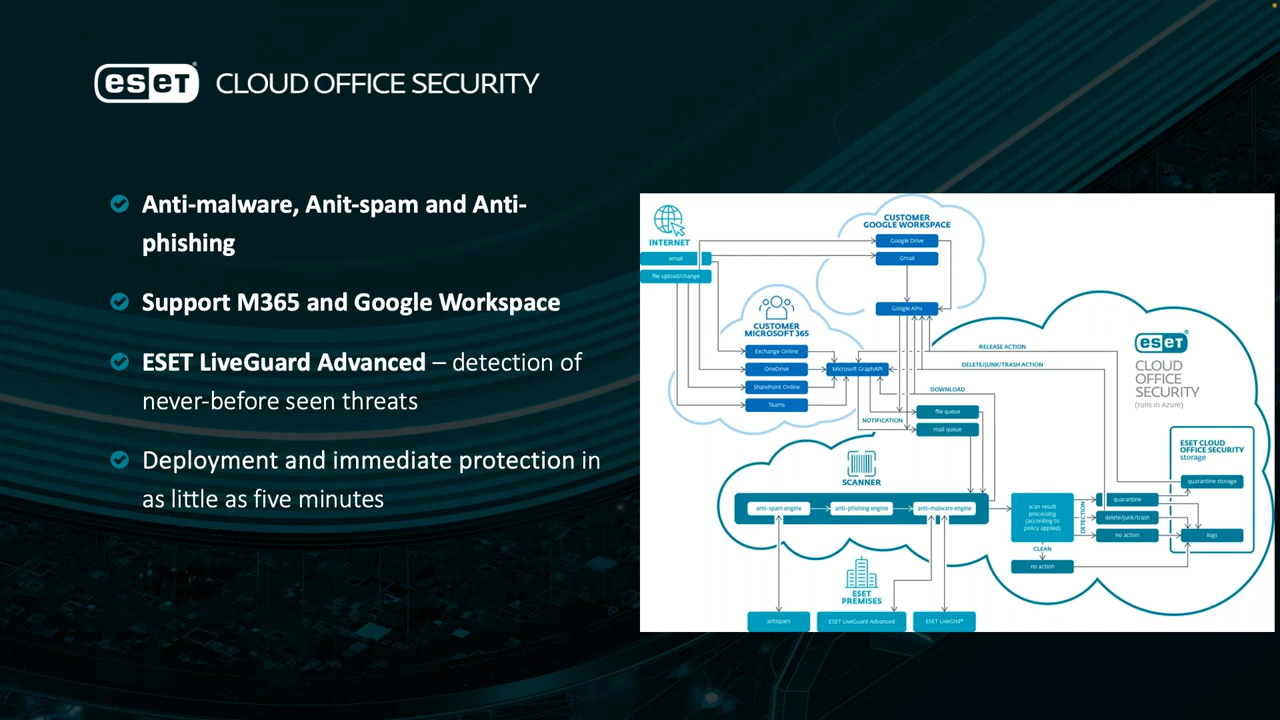 eset® CLOUD OFFICE SECURITY
Anti-malware, Anit-spam and Anti-
phishing
Support M365 and Google Workspace
ESET LiveGuard Advanced – detection of
never-before seen threats
Deployment and immediate protection in
as little as five minutes
INTERNET
email
file upload/change
CUSTOMER
GOOGLE WORKSPACE
Google Drive
Gmail
Google APIs
CUSTOMER
MICROSOFT 365
Exchange Online
OneDrive
SharePoint Online
Teams
Microsoft GraphAPI
RELEASE ACTION
DELETE/JUNK/TRASH ACTION
DOWNLOAD
NOTIFICATION
file queue
mail queue
eset®
CLOUD
OFFICE
SECURITY
(runs in Azure)
SCANNER
anti-spam engine
anti-phishing engine
anti-malware engine
scan result
processing
(according to
policy applied)
DETECTION
quarantine
delete/junk/trash
no action
CLEAN
no action
ESET CLOUD
OFFICE SECURITY
storage
quarantine storage
logs
ESET
PREMISES
antispam
ESET LiveGuard Advanced
ESET LiveGrid®